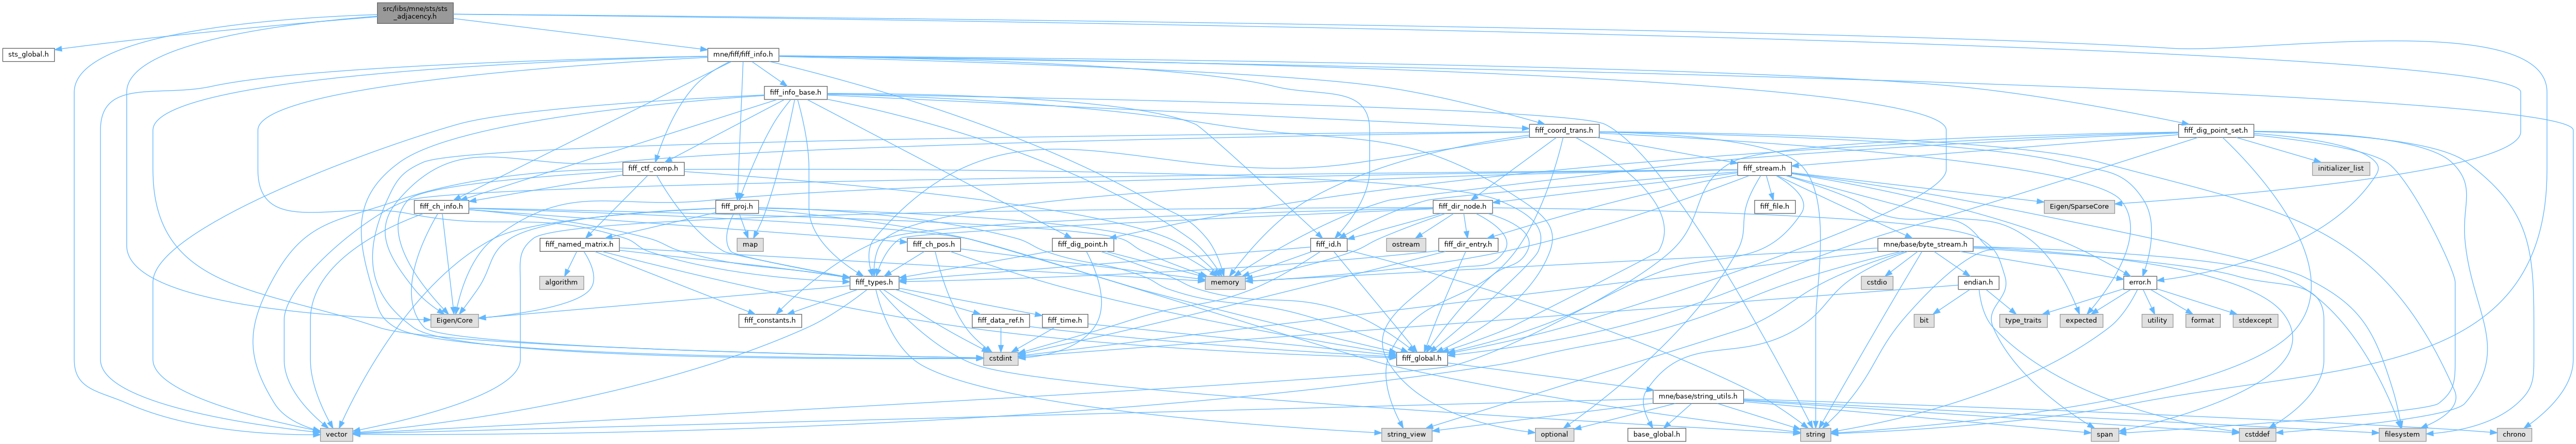 src/libs/mne/sts/sts
_adjacency.h
sts_global.h
mne/fiff/fiff_info.h
fiff_info_base.h
fiff_coord_trans.h
fiff_dig_point_set.h
fiff_ctf_comp.h
fiff_stream.h
initializer_list
fiff_ch_info.h
fiff_proj.h
fiff_dir_node.h
fiff_file.h
Eigen/SparseCore
fiff_named_matrix.h
map
fiff_ch_pos.h
fiff_dig_point.h
fiff_id.h
ostream
fiff_dir_entry.h
mne/base/byte_stream.h
algorithm
fiff_types.h
memory
cstdio
endian.h
error.h
Eigen/Core
fiff_constants.h
fiff_data_ref.h
fiff_time.h
bit
type_traits
expected
utility
format
stdexcept
cstdint
fiff_global.h
mne/base/string_utils.h
vector
string_view
optional
base_global.h
string
span
cstddef
filesystem
chrono